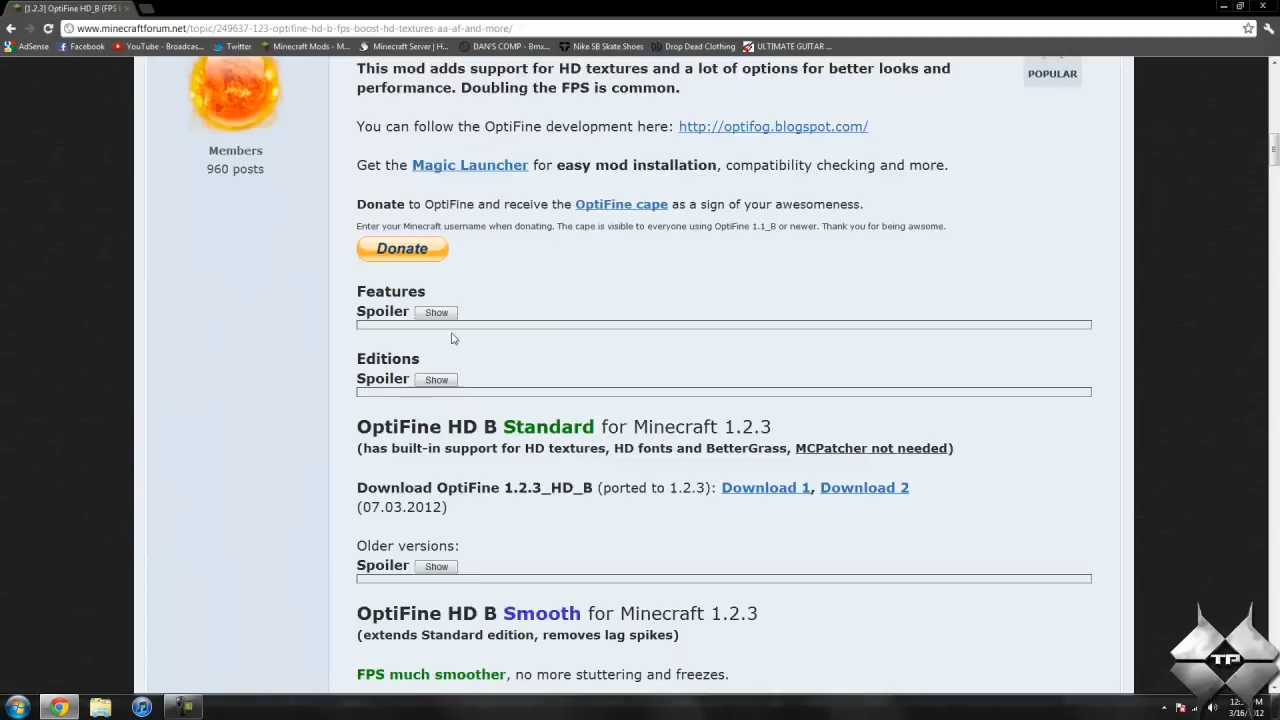 [1.2.3] OptiFine HD_B (FPS
www.minecraftforum.net/topic/249637-123-optifine-hd-b-fps-boost-hd-textures-aa-af-and-more/
AdSense Facebook YouTube - Broadcas... Twitter Minecraft Mods - M... Minecraft Server | H... DAN'S COMP - Bmx... Nike SB Skate Shoes Drop Dead Clothing ULTIMATE GUITAR ...
This mod adds support for HD textures and a lot of options for better looks and
performance. Doubling the FPS is common.
POPULAR
You can follow the OptiFine development here: http://optifog.blogspot.com/
Members
960 posts
Get the Magic Launcher for easy mod installation, compatibility checking and more.
Donate to OptiFine and receive the OptiFine cape as a sign of your awesomeness.
Enter your Minecraft username when donating. The cape is visible to everyone using OptiFine 1.1_B or newer. Thank you for being awsome.
Donate
Features
Spoiler Show
Editions
Spoiler Show
OptiFine HD B Standard for Minecraft 1.2.3
(has built-in support for HD textures, HD fonts and BetterGrass, MCPatcher not needed)
Download OptiFine 1.2.3_HD_B (ported to 1.2.3): Download 1, Download 2
(07.03.2012)
Older versions:
Spoiler Show
OptiFine HD B Smooth for Minecraft 1.2.3
(extends Standard edition, removes lag spikes)
FPS much smoother, no more stuttering and freezes.
TP